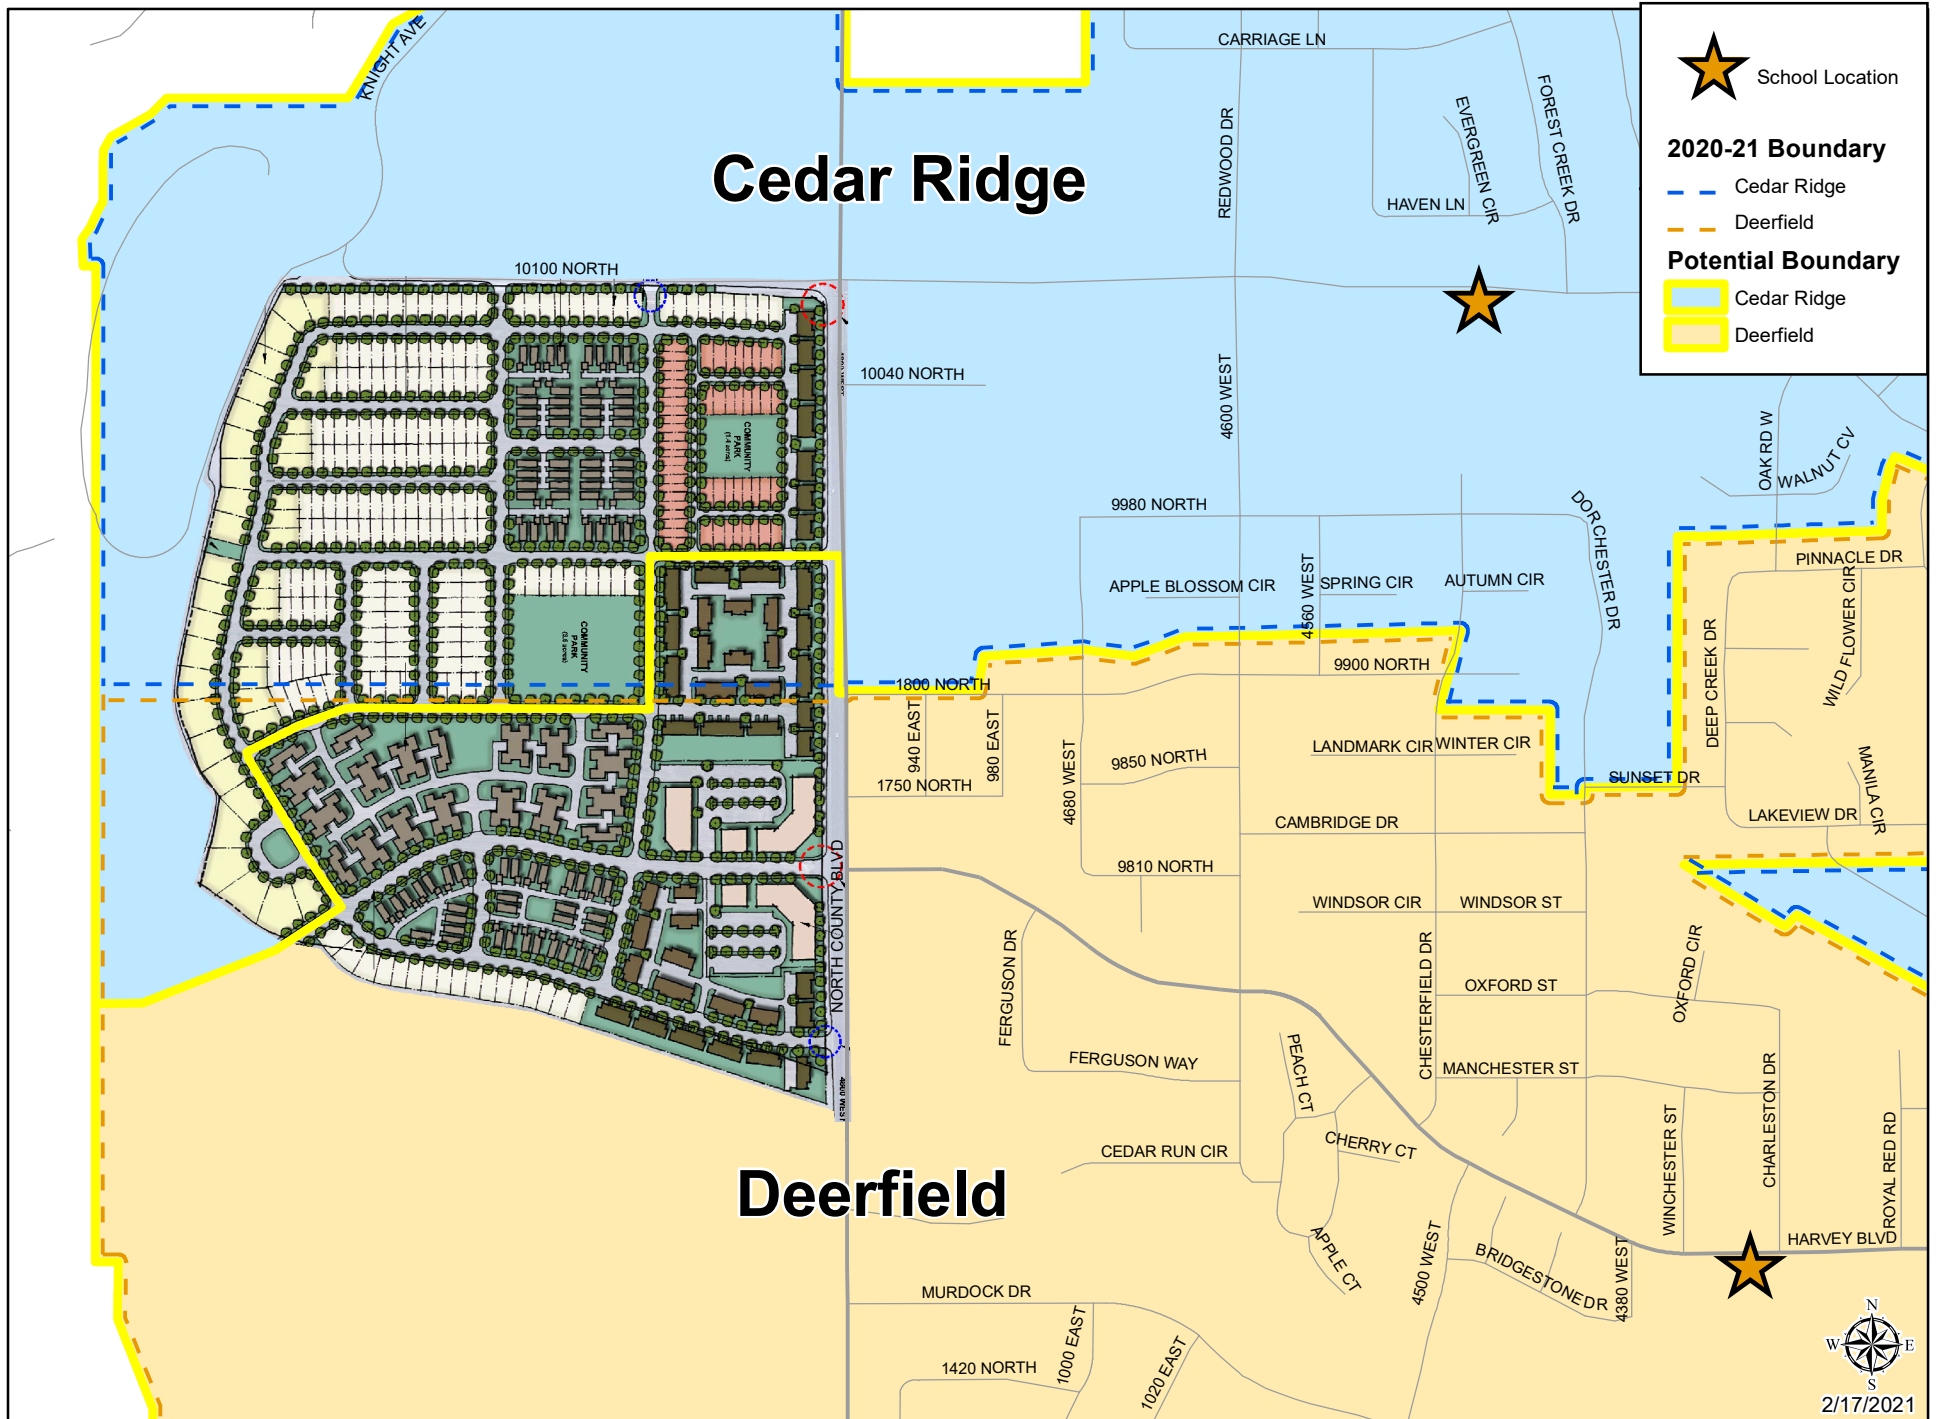 KNIGHT AVE
CARRIAGE LN
REDWOOD DR
EVERGREEN CIR
FOREST CREEK DR
HAVEN LN
School Location
2020-21 Boundary
Cedar Ridge
Deerfield
Potential Boundary
Cedar Ridge
Deerfield
Cedar Ridge
10100 NORTH
10040 NORTH
4600 WEST
COMMUNITY
PARK
OAK RD W
WALNUT CV
9980 NORTH
DORCHESTER DR
PINNACLE DR
APPLE BLOSSOM CIR
4560 WEST
SPRING CIR
AUTUMN CIR
WILD FLOWER CIR
DEEP CREEK DR
COMMUNITY
PARK
9900 NORTH
1800 NORTH
940 EAST
980 EAST
4680 WEST
9850 NORTH
LANDMARK CIR
WINTER CIR
1750 NORTH
SUNSET DR
MANILA CIR
LAKEVIEW DR
CAMBRIDGE DR
9810 NORTH
NORTH COUNTY BLVD
WINDSOR CIR
WINDSOR ST
FERGUSON DR
CHESTERFIELD DR
OXFORD CIR
OXFORD ST
FERGUSON WAY
PEACH CT
MANCHESTER ST
4800 WEST
CHARLESTON DR
WINCHESTER ST
ROYAL RED RD
CHERRY CT
CEDAR RUN CIR
Deerfield
APPLE CT
4500 WEST
BRIDGESTONE DR
4380 WEST
HARVEY BLVD
MURDOCK DR
1000 EAST
1020 EAST
1420 NORTH
N
W
E
S
2/17/2021